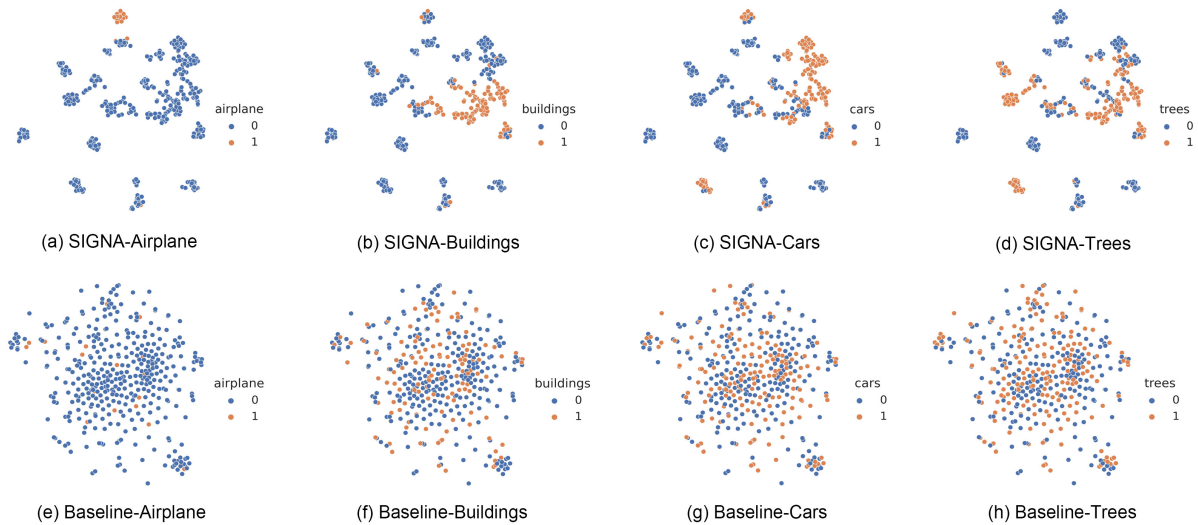 airplane
0
1
buildings
0
1
cars
0
1
trees
0
1
(a) SIGNA-Airplane
(b) SIGNA-Buildings
(c) SIGNA-Cars
(d) SIGNA-Trees
airplane
0
1
buildings
0
1
cars
0
1
trees
0
1
(e) Baseline-Airplane
(f) Baseline-Buildings
(g) Baseline-Cars
(h) Baseline-Trees